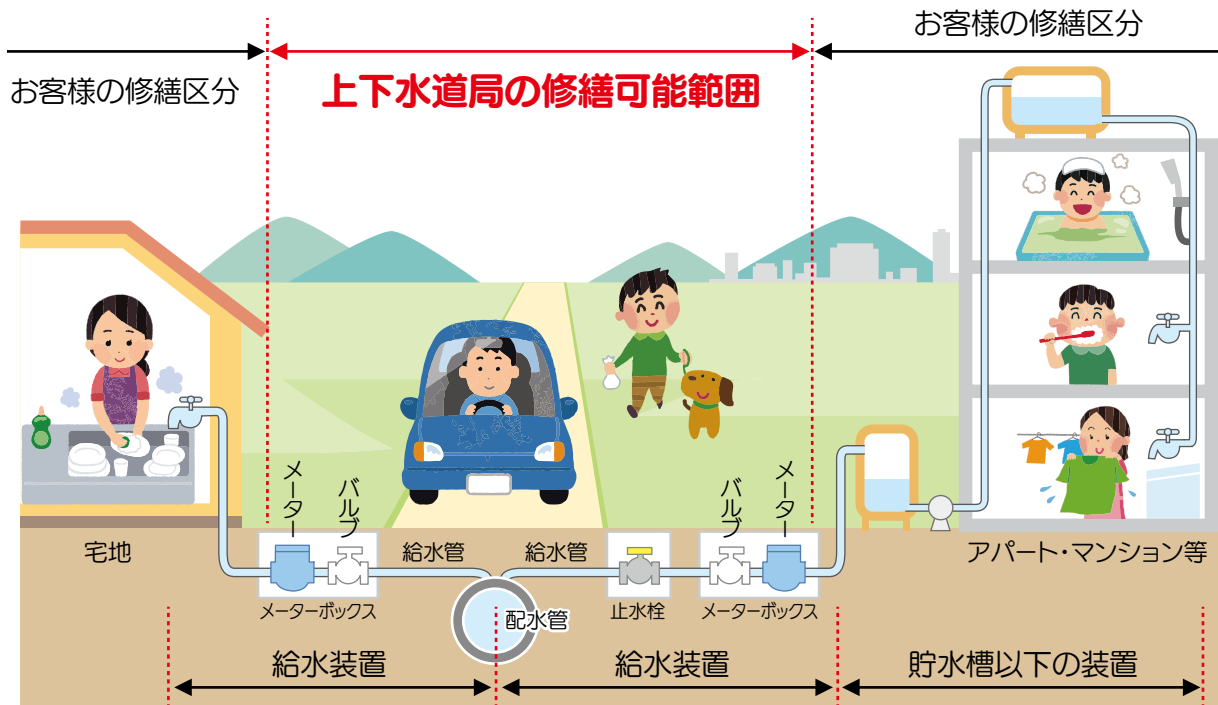 お客様の修繕区分
お客様の修繕区分
上下水道局の修繕可能範囲
メーター
バルブ
バルブ
メーター
宅地
給水管
給水管
アパート・マンション等
メーターボックス
止水栓
メーターボックス
配水管
給水装置
給水装置
貯水槽以下の装置